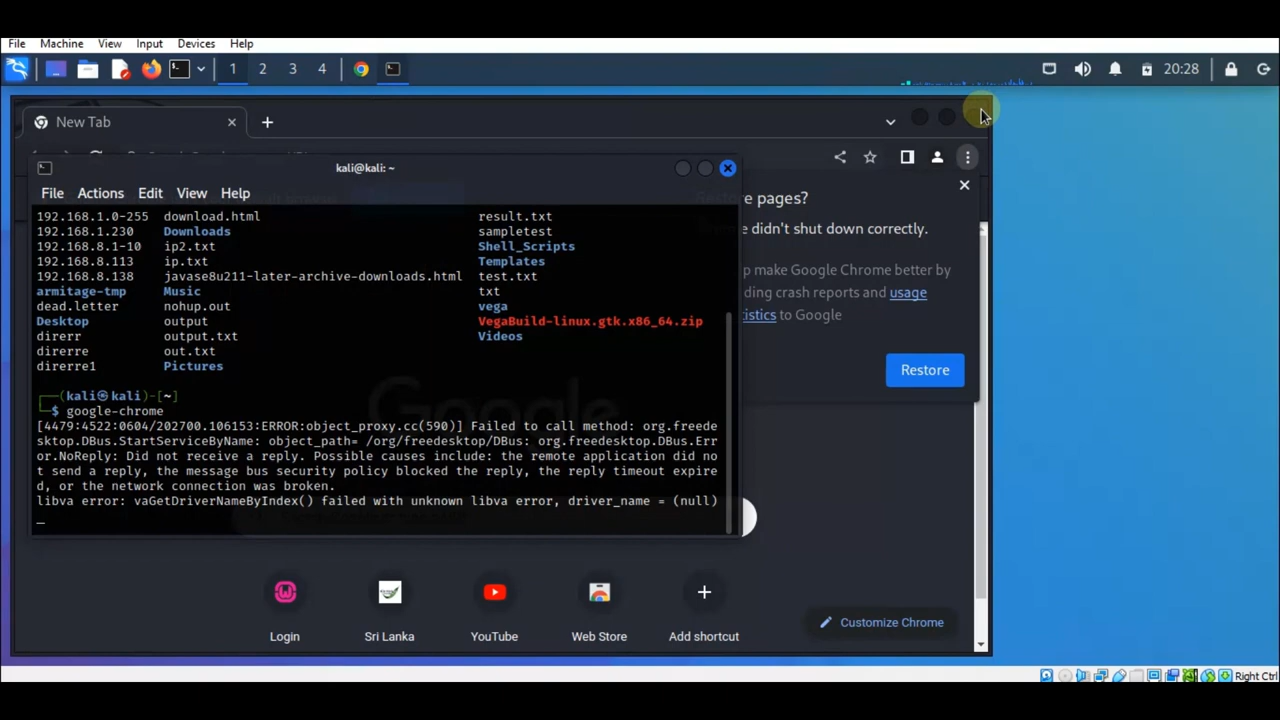 File Machine View Input Devices Help
1 2 3 4 20:28
New Tab
kali@kali: ~
File Actions Edit View Help
Restore pages?
e didn't shut down correctly.
p make Google Chrome better by
ding crash reports and usage
tistics to Google
Restore
192.168.1.0-255 download.html result.txt
192.168.1.230 Downloads sampletest
192.168.8.1-10 ip2.txt Shell_Scripts
192.168.8.113 ip.txt Templates
192.168.8.138 javase8u211-later-archive-downloads.html test.txt
armitage-tmp Music txt
dead.letter nohup.out vega
Desktop output VegaBuild-linux.gtk.x86_64.zip
direrr output.txt Videos
direrre out.txt
direrre1 Pictures
┌──(kali㉿kali)-[~]
└─$ google-chrome
[4479:4522:0604/202700.106153:ERROR:object_proxy.cc(590)] Failed to call method: org.freede
sktop.DBus.StartServiceByName: object_path= /org/freedesktop/DBus: org.freedesktop.DBus.Err
or.NoReply: Did not receive a reply. Possible causes include: the remote application did no
t send a reply, the message bus security policy blocked the reply, the reply timeout expire
d, or the network connection was broken.
libva error: vaGetDriverNameByIndex() failed with unknown libva error, driver_name = (null)
Login Sri Lanka YouTube Web Store Add shortcut
Customize Chrome
Right Ctrl